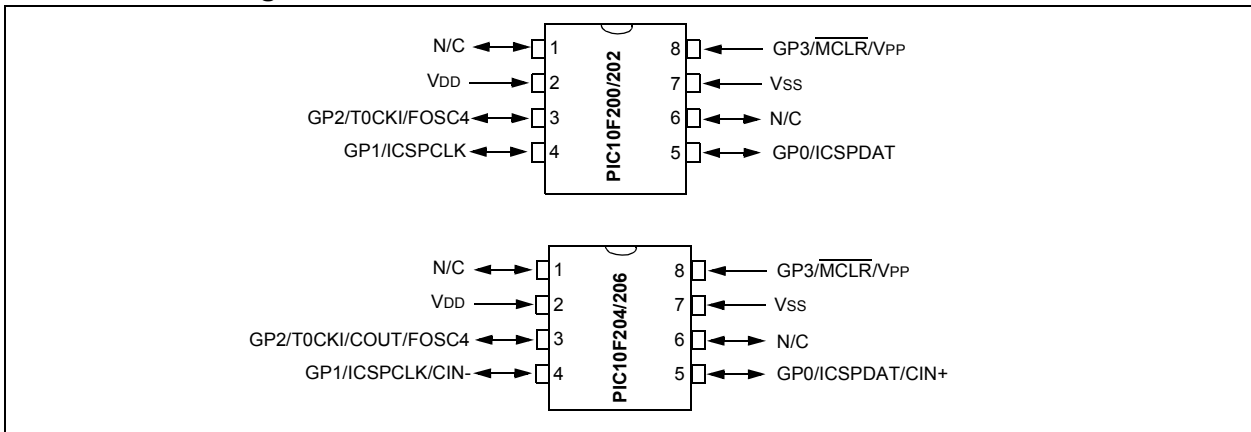 N/C 1 8 GP3/MCLR/VPP
VDD 2 7 VSS
GP2/T0CKI/FOSC4 3 6 N/C
GP1/ICSPCLK 4 5 GP0/ICSPDAT
PIC10F200/202
N/C 1 8 GP3/MCLR/VPP
VDD 2 7 VSS
GP2/T0CKI/COUT/FOSC4 3 6 N/C
GP1/ICSPCLK/CIN- 4 5 GP0/ICSPDAT/CIN+
PIC10F204/206